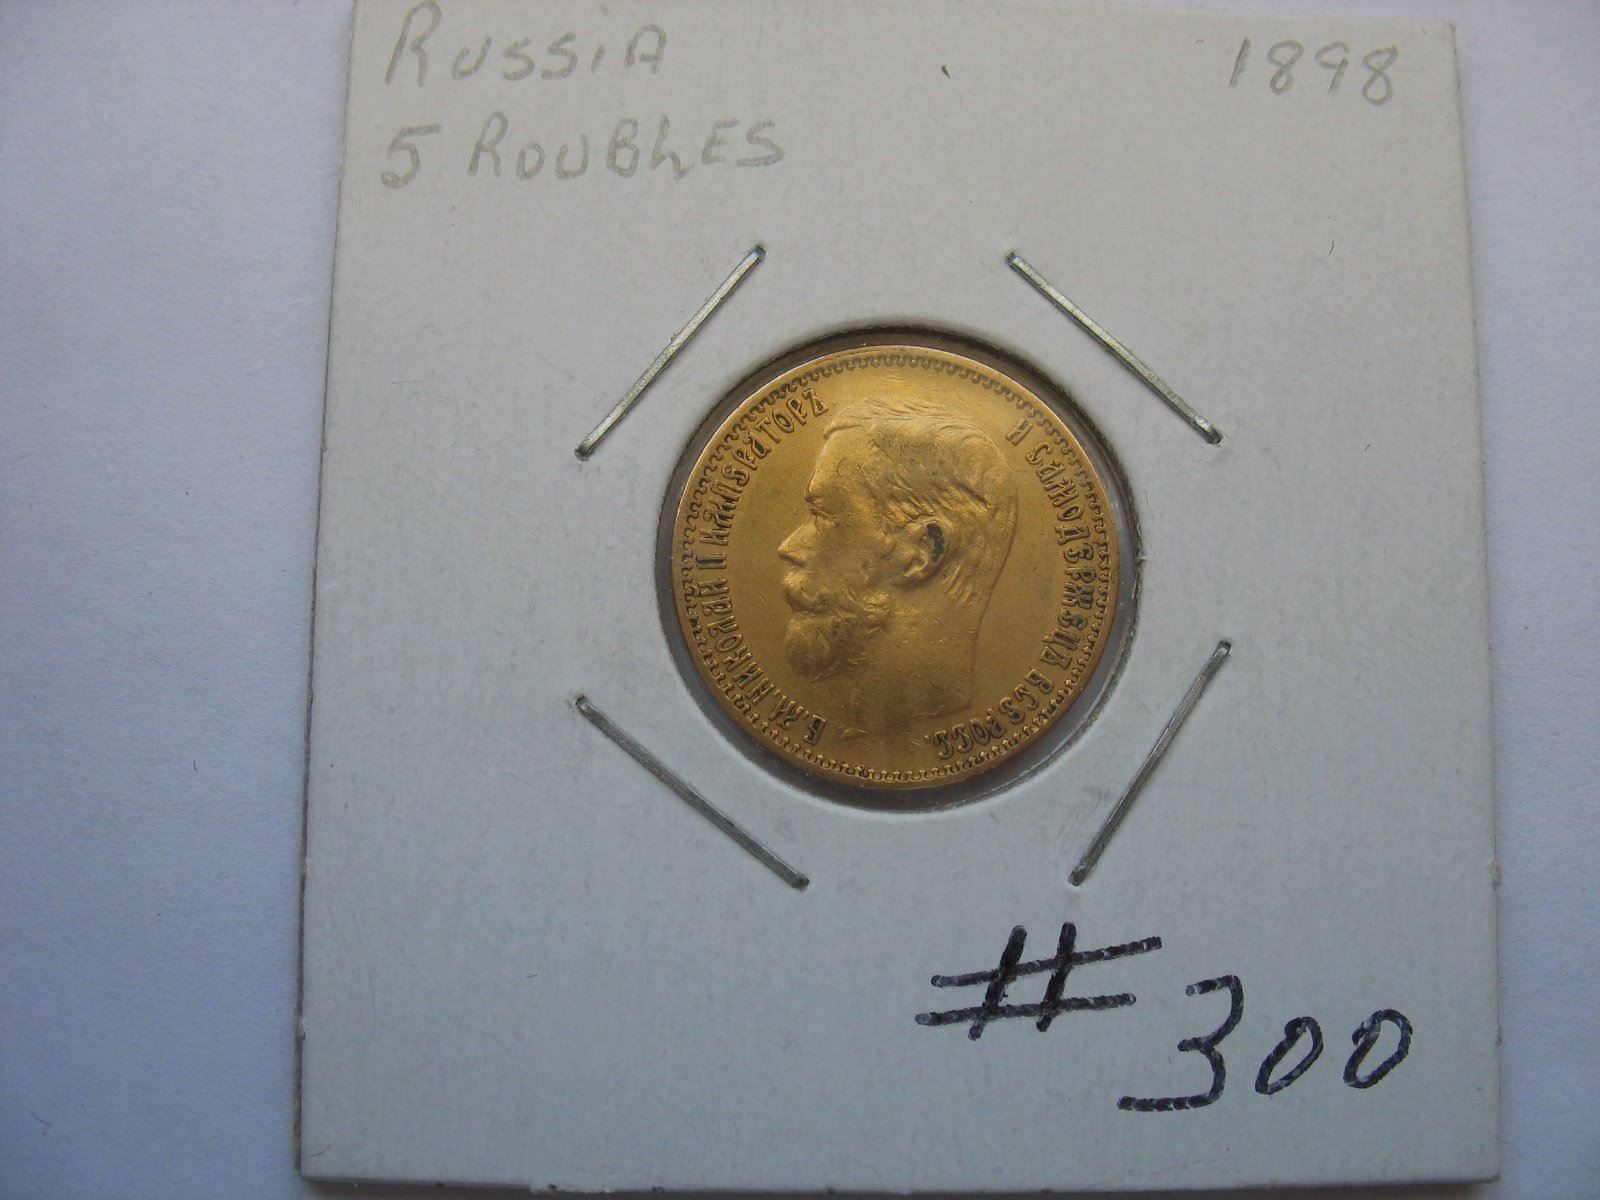 Russia 1898
5 Roubles
Б.М.НИКОЛАЙ II ИМПЕРАТОРЪ И САМОДЕРЖЕЦЪ ВСЕРОСС.
#300